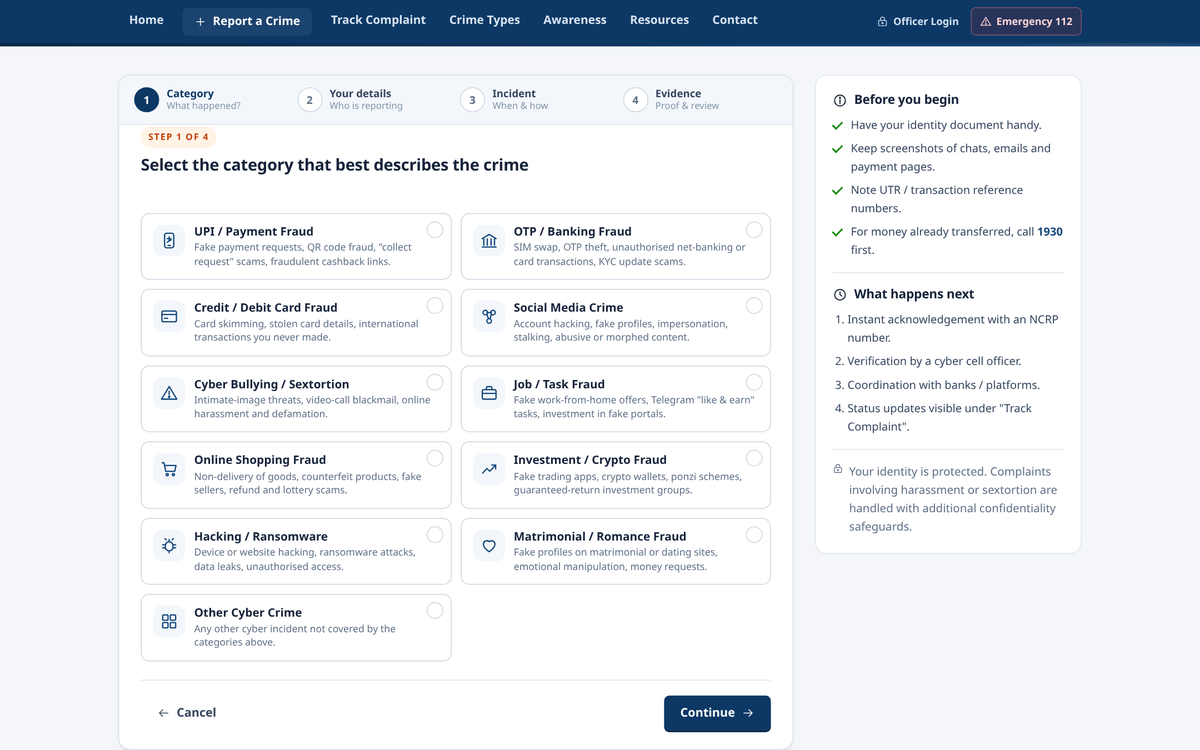 Home
+ Report a Crime
Track Complaint
Crime Types
Awareness
Resources
Contact
Officer Login
Emergency 112
1
Category
What happened?
2
Your details
Who is reporting
3
Incident
When & how
4
Evidence
Proof & review
STEP 1 OF 4
Select the category that best describes the crime
UPI / Payment Fraud
Fake payment requests, QR code fraud, "collect
request" scams, fraudulent cashback links.
OTP / Banking Fraud
SIM swap, OTP theft, unauthorised net-banking or
card transactions, KYC update scams.
Credit / Debit Card Fraud
Card skimming, stolen card details, international
transactions you never made.
Social Media Crime
Account hacking, fake profiles, impersonation,
stalking, abusive or morphed content.
Cyber Bullying / Sextortion
Intimate-image threats, video-call blackmail, online
harassment and defamation.
Job / Task Fraud
Fake work-from-home offers, Telegram "like & earn"
tasks, investment in fake portals.
Online Shopping Fraud
Non-delivery of goods, counterfeit products, fake
sellers, refund and lottery scams.
Investment / Crypto Fraud
Fake trading apps, crypto wallets, ponzi schemes,
guaranteed-return investment groups.
Hacking / Ransomware
Device or website hacking, ransomware attacks,
data leaks, unauthorised access.
Matrimonial / Romance Fraud
Fake profiles on matrimonial or dating sites,
emotional manipulation, money requests.
Other Cyber Crime
Any other cyber incident not covered by the
categories above.
← Cancel
Continue →
Before you begin
Have your identity document handy.
Keep screenshots of chats, emails and
payment pages.
Note UTR / transaction reference
numbers.
For money already transferred, call 1930
first.
What happens next
1. Instant acknowledgement with an NCRP
number.
2. Verification by a cyber cell officer.
3. Coordination with banks / platforms.
4. Status updates visible under "Track
Complaint".
Your identity is protected. Complaints
involving harassment or sextortion are
handled with additional confidentiality
safeguards.